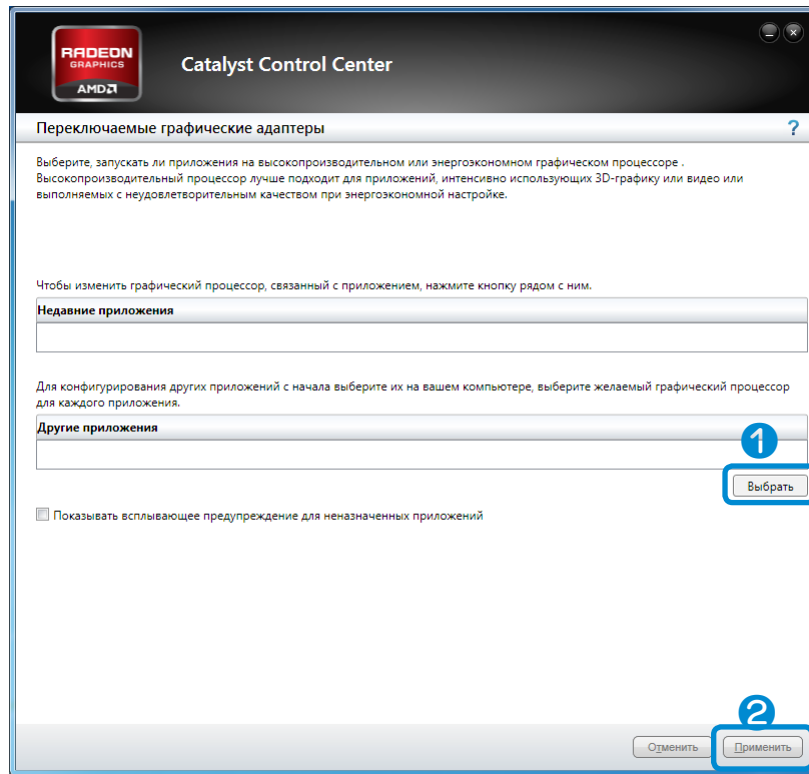 RADEON
GRAPHICS
AMD
Catalyst Control Center
Переключаемые графические адаптеры
?
Выберите, запускать ли приложения на высокопроизводительном или энергоэкономном графическом процессоре .
Высокопроизводительный процессор лучше подходит для приложений, интенсивно использующих 3D-графику или видео или
выполняемых с неудовлетворительным качеством при энергоэкономной настройке.
Чтобы изменить графический процессор, связанный с приложением, нажмите кнопку рядом с ним.
Недавние приложения
Для конфигурирования других приложений с начала выберите их на вашем компьютере, выберите желаемый графический процессор
для каждого приложения.
Другие приложения
1
Выбрать
Показывать всплывающее предупреждение для неназначенных приложений
2
Отменить
Применить